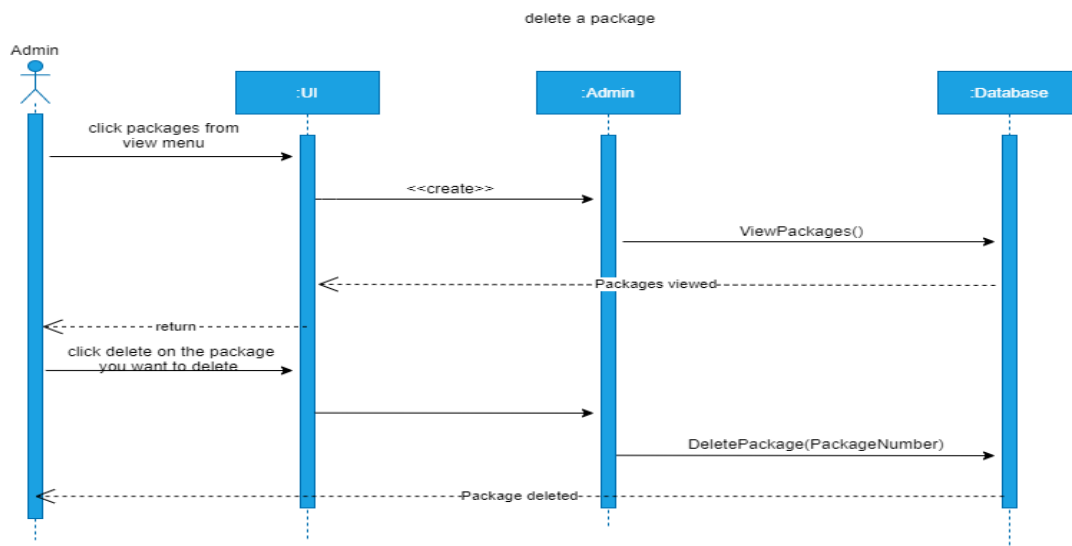 delete a package
Admin
:UI
:Admin
:Database
click packages from
view menu
<<create>>
ViewPackages()
Packages viewed
return
click delete on the package
you want to delete
DeletePackage(PackageNumber)
Package deleted